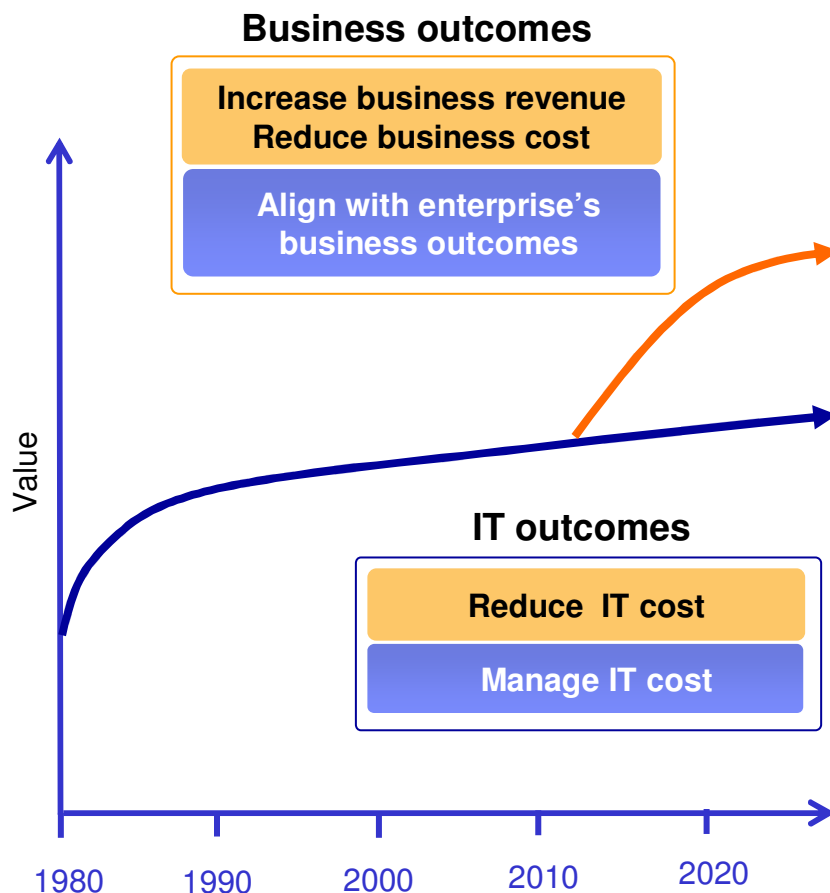 Business outcomes
Increase business revenue
Reduce business cost
Align with enterprise’s
business outcomes
Value
IT outcomes
Reduce IT cost
Manage IT cost
1980
1990
2000
2010
2020